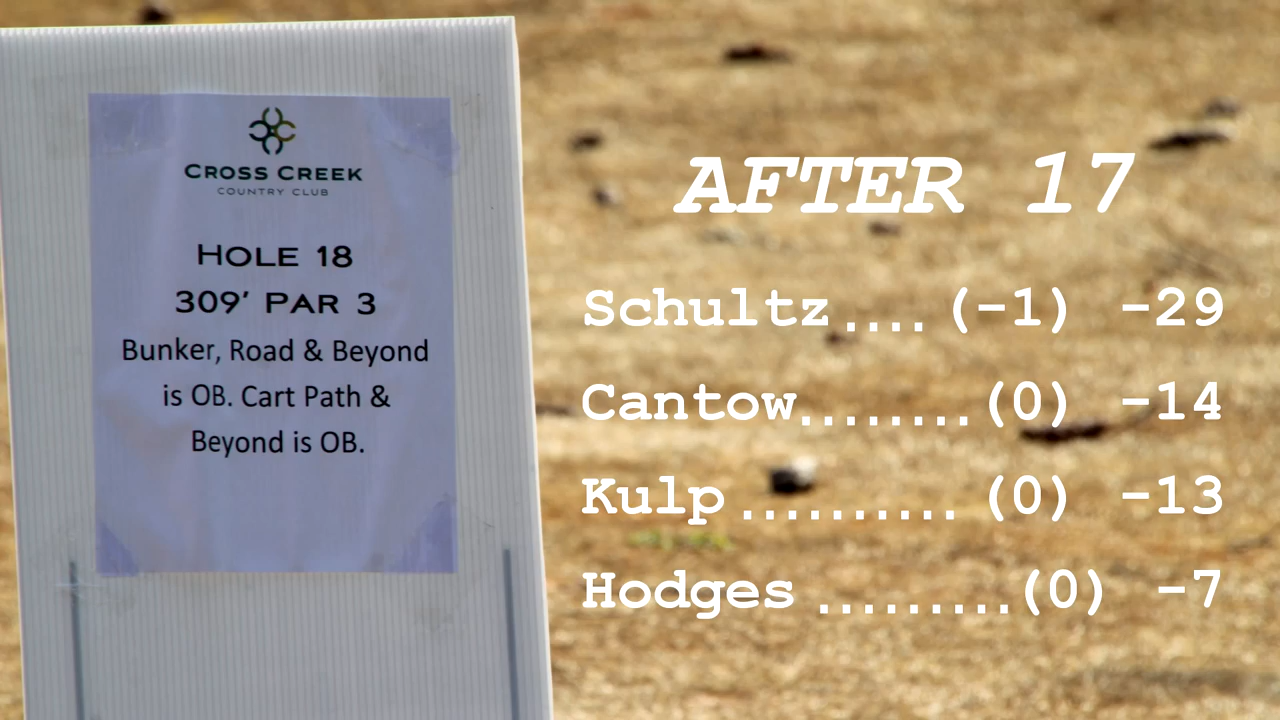 CROSS CREEK
COUNTRY CLUB
HOLE 18
309' PAR 3
Bunker, Road & Beyond
is OB. Cart Path &
Beyond is OB.
AFTER 17
Schultz....(-1) -29
Cantow........(0) -14
Kulp..........(0) -13
Hodges.........(0) -7